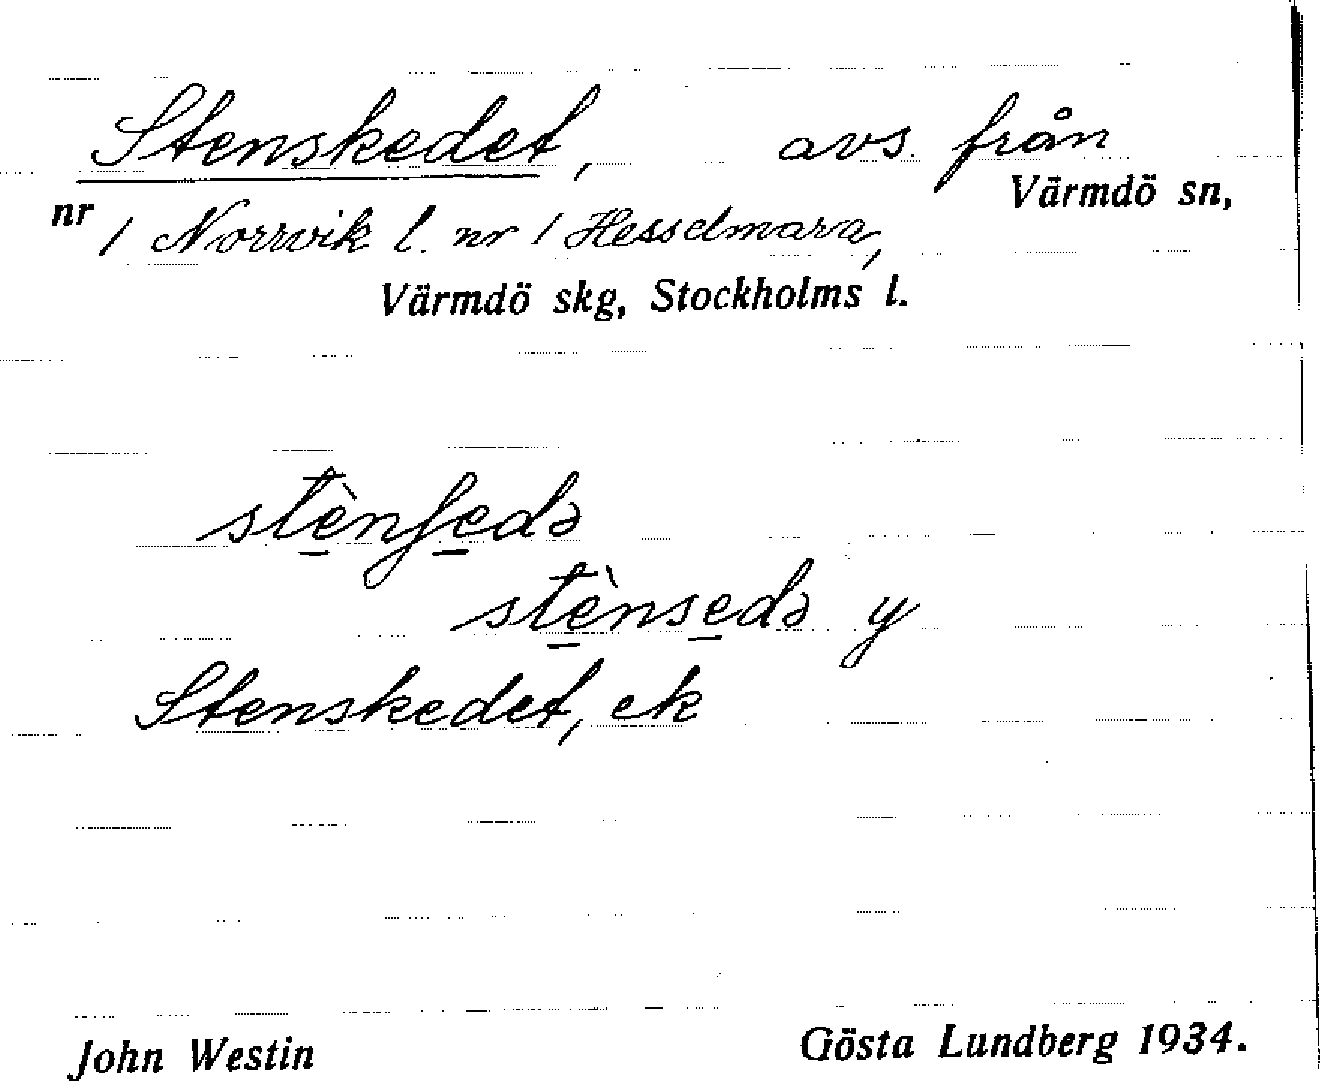 Stenskedet, avs. från
Värmdö sn,
nr 1 Norrvik l. nr 1 Hesselmara,
Värmdö skg, Stockholms l.
stènʃedə
stènsedə y
Stenskedet, ek
John Westin
Gösta Lundberg 1934.